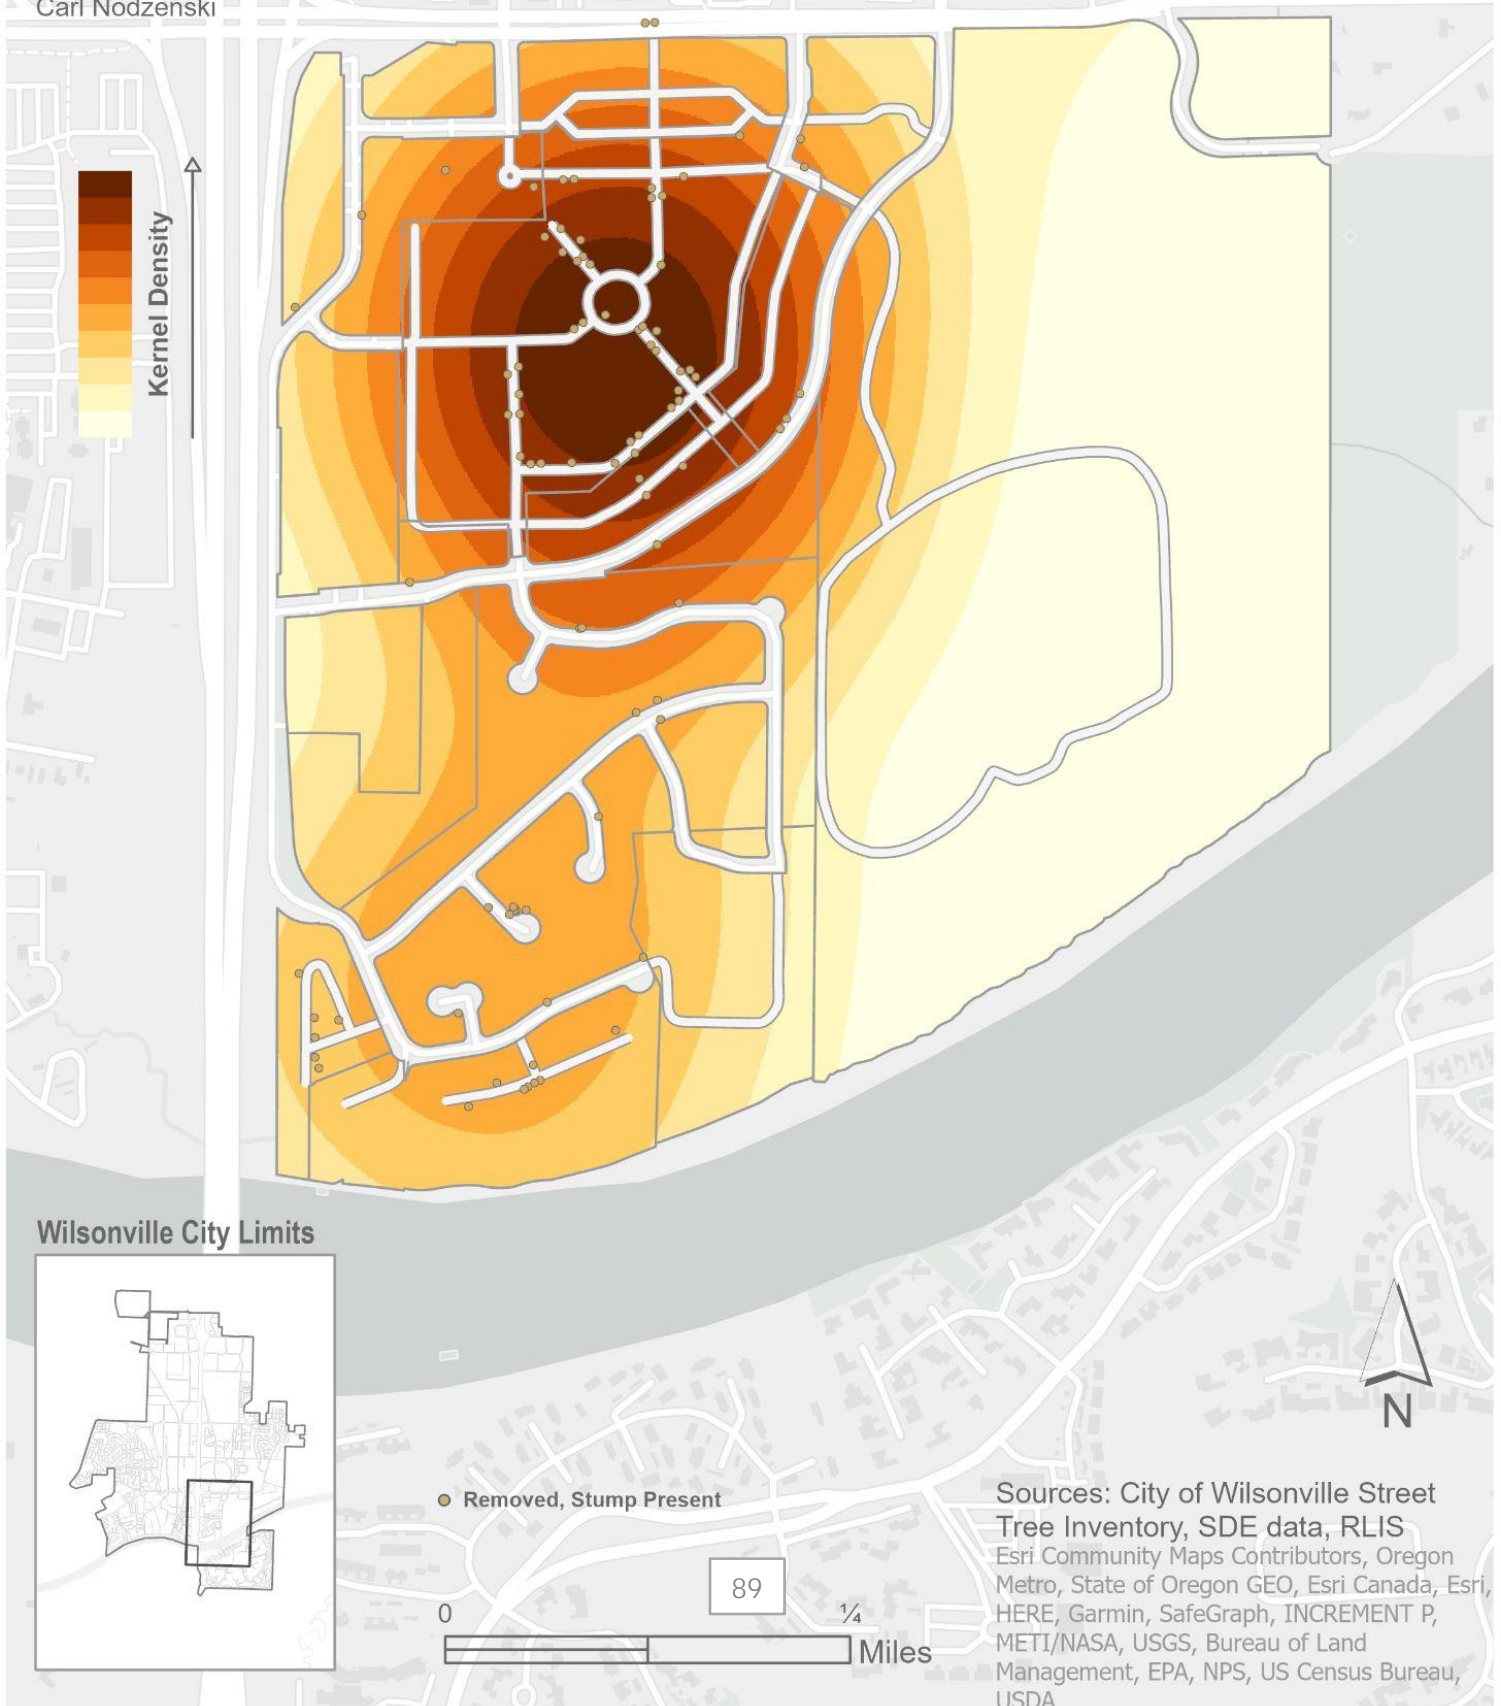 Carl Nodzenski
Kernel Density
Wilsonville City Limits
Removed, Stump Present
89
0
¼
Miles
N
Sources: City of Wilsonville Street
Tree Inventory, SDE data, RLIS
Esri Community Maps Contributors, Oregon
Metro, State of Oregon GEO, Esri Canada, Esri,
HERE, Garmin, SafeGraph, INCREMENT P,
METI/NASA, USGS, Bureau of Land
Management, EPA, NPS, US Census Bureau,
USDA